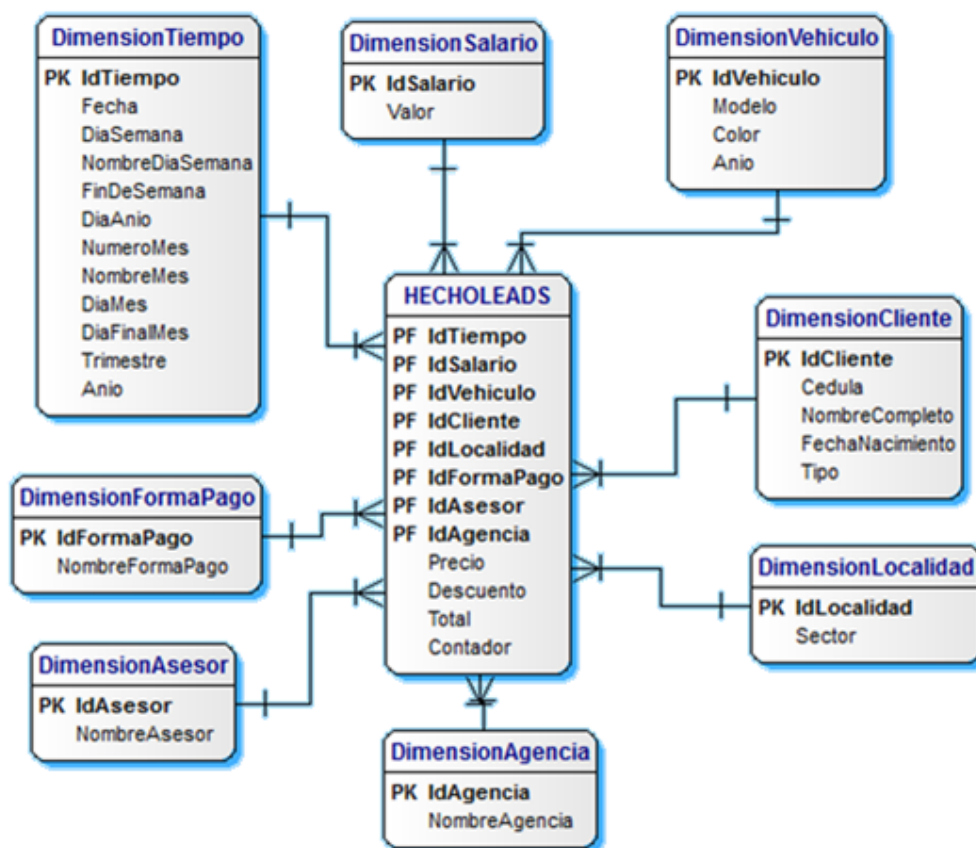 DimensionTiempo
PK IdTiempo
Fecha
DiaSemana
NombreDiaSemana
FinDeSemana
DiaAnio
NumeroMes
NombreMes
DiaMes
DiaFinalMes
Trimestre
Anio
DimensionSalario
PK IdSalario
Valor
DimensionVehiculo
PK IdVehiculo
Modelo
Color
Anio
HECHOLEADS
PF IdTiempo
PF IdSalario
PF IdVehiculo
PF IdCliente
PF IdLocalidad
PF IdFormaPago
PF IdAsesor
PF IdAgencia
Precio
Descuento
Total
Contador
DimensionCliente
PK IdCliente
Cedula
NombreCompleto
FechaNacimiento
Tipo
DimensionFormaPago
PK IdFormaPago
NombreFormaPago
DimensionLocalidad
PK IdLocalidad
Sector
DimensionAsesor
PK IdAsesor
NombreAsesor
DimensionAgencia
PK IdAgencia
NombreAgencia